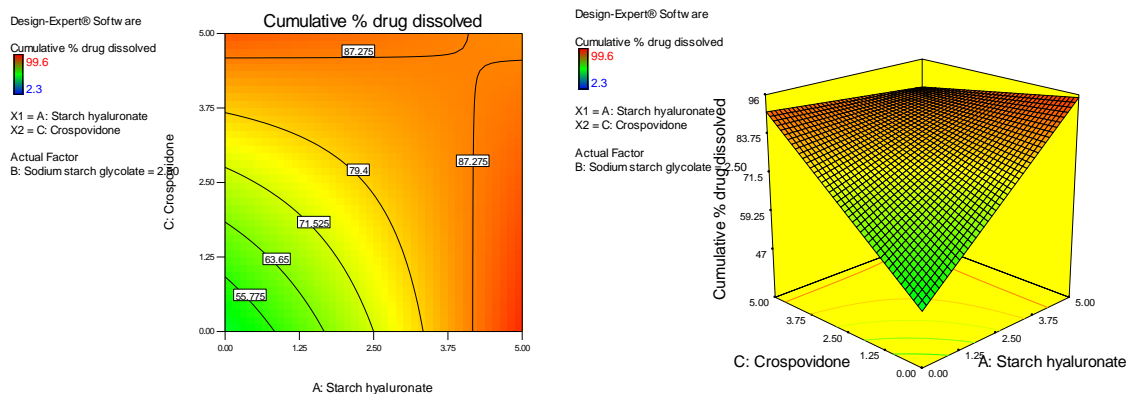 Design-Expert® Software
Cumulative % drug dissolved
99.6
2.3
X1 = A: Starch hyaluronate
X2 = C: Crospovidone
Actual Factor
B: Sodium starch glycolate = 2.50
Cumulative % drug dissolved
5.00
3.75
2.50
1.25
0.00
C: Crospovidone
87.275
79.4
87.275
71.525
63.65
55.775
0.00 1.25 2.50 3.75 5.00
A: Starch hyaluronate
Design-Expert® Software
Cumulative % drug dissolved
99.6
2.3
X1 = A: Starch hyaluronate
X2 = C: Crospovidone
Actual Factor
B: Sodium starch glycolate = 2.50
96
83.75
71.5
59.25
47
Cumulative % drug dissolved
5.00
3.75
2.50
1.25
0.00
C: Crospovidone
5.00
3.75
2.50
1.25
0.00
A: Starch hyaluronate